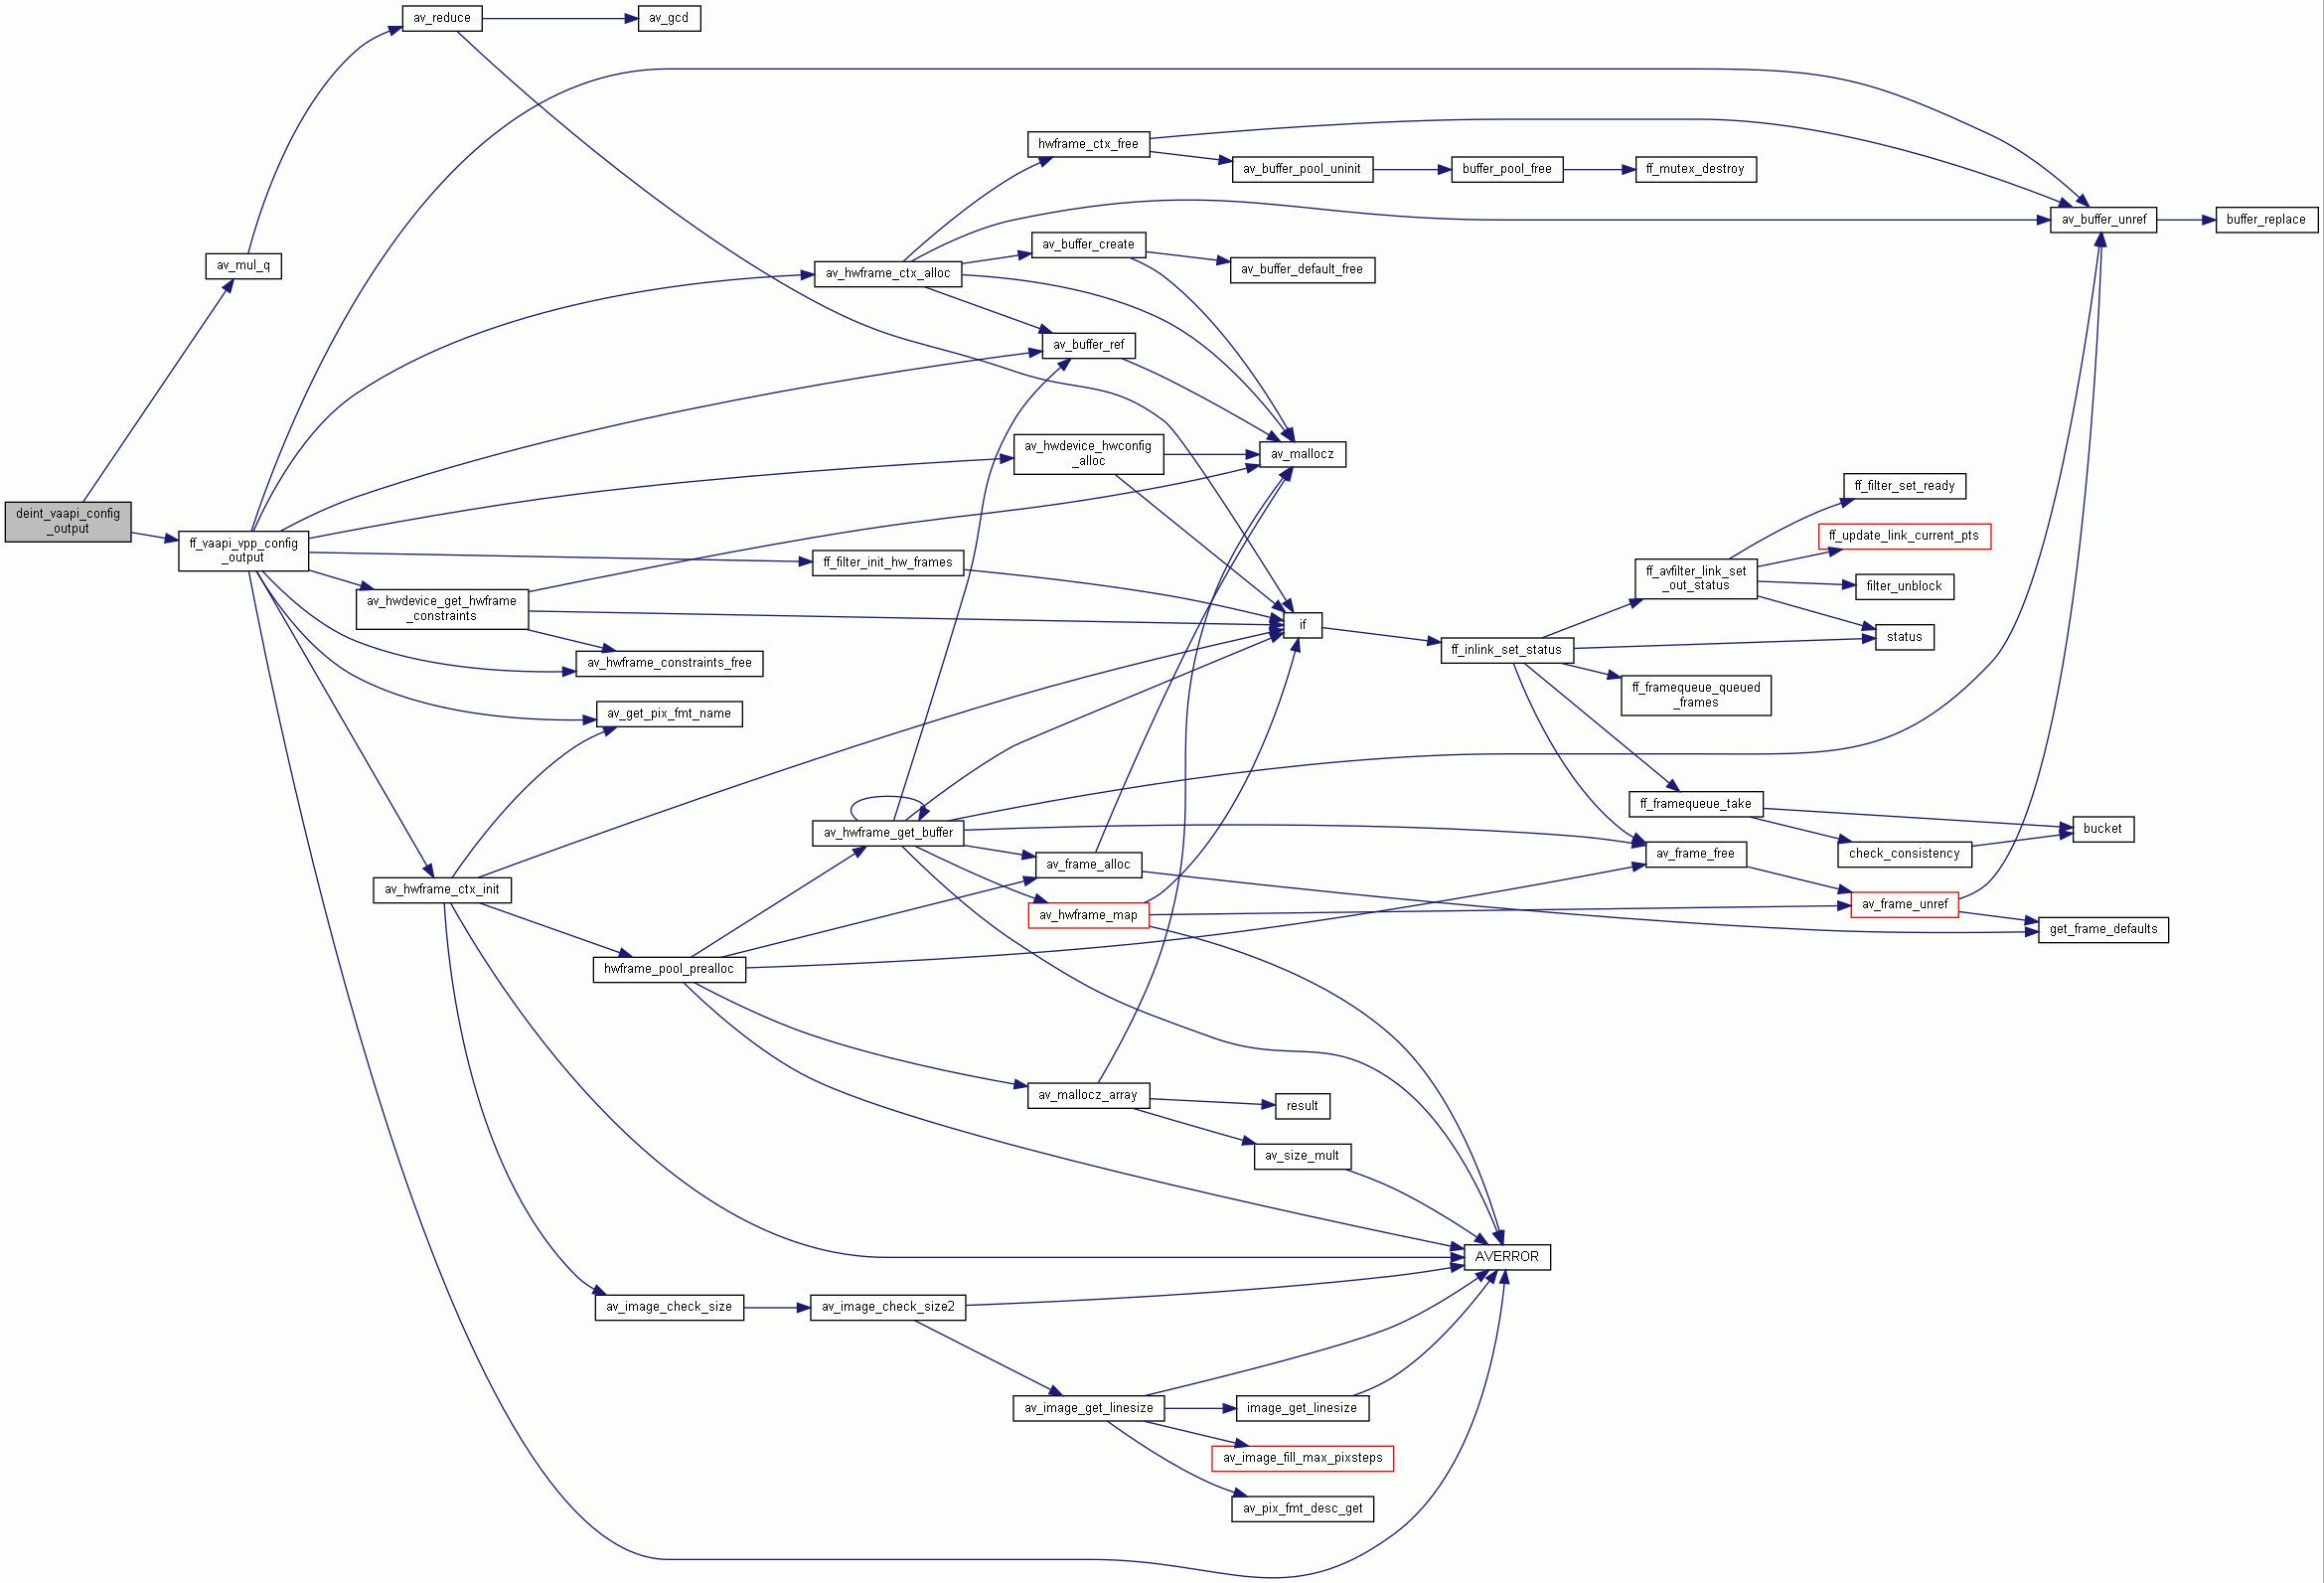 av_reduce
av_gcd
hwframe_ctx_free
av_buffer_pool_uninit
buffer_pool_free
ff_mutex_destroy
av_buffer_unref
buffer_replace
av_mul_q
av_hwframe_ctx_alloc
av_buffer_create
av_buffer_default_free
av_buffer_ref
av_hwdevice_hwconfig
_alloc
av_mallocz
deint_vaapi_config
_output
ff_vaapi_vpp_config
_output
ff_filter_init_hw_frames
av_hwdevice_get_hwframe
_constraints
av_hwframe_constraints_free
av_get_pix_fmt_name
if
ff_inlink_set_status
ff_avfilter_link_set
_out_status
ff_filter_set_ready
ff_update_link_current_pts
filter_unblock
status
ff_framequeue_queued
_frames
ff_framequeue_take
bucket
check_consistency
av_hwframe_get_buffer
av_frame_alloc
av_frame_free
av_hwframe_ctx_init
av_hwframe_map
av_frame_unref
get_frame_defaults
hwframe_pool_prealloc
av_mallocz_array
result
av_size_mult
AVERROR
av_image_check_size
av_image_check_size2
av_image_get_linesize
image_get_linesize
av_image_fill_max_pixsteps
av_pix_fmt_desc_get